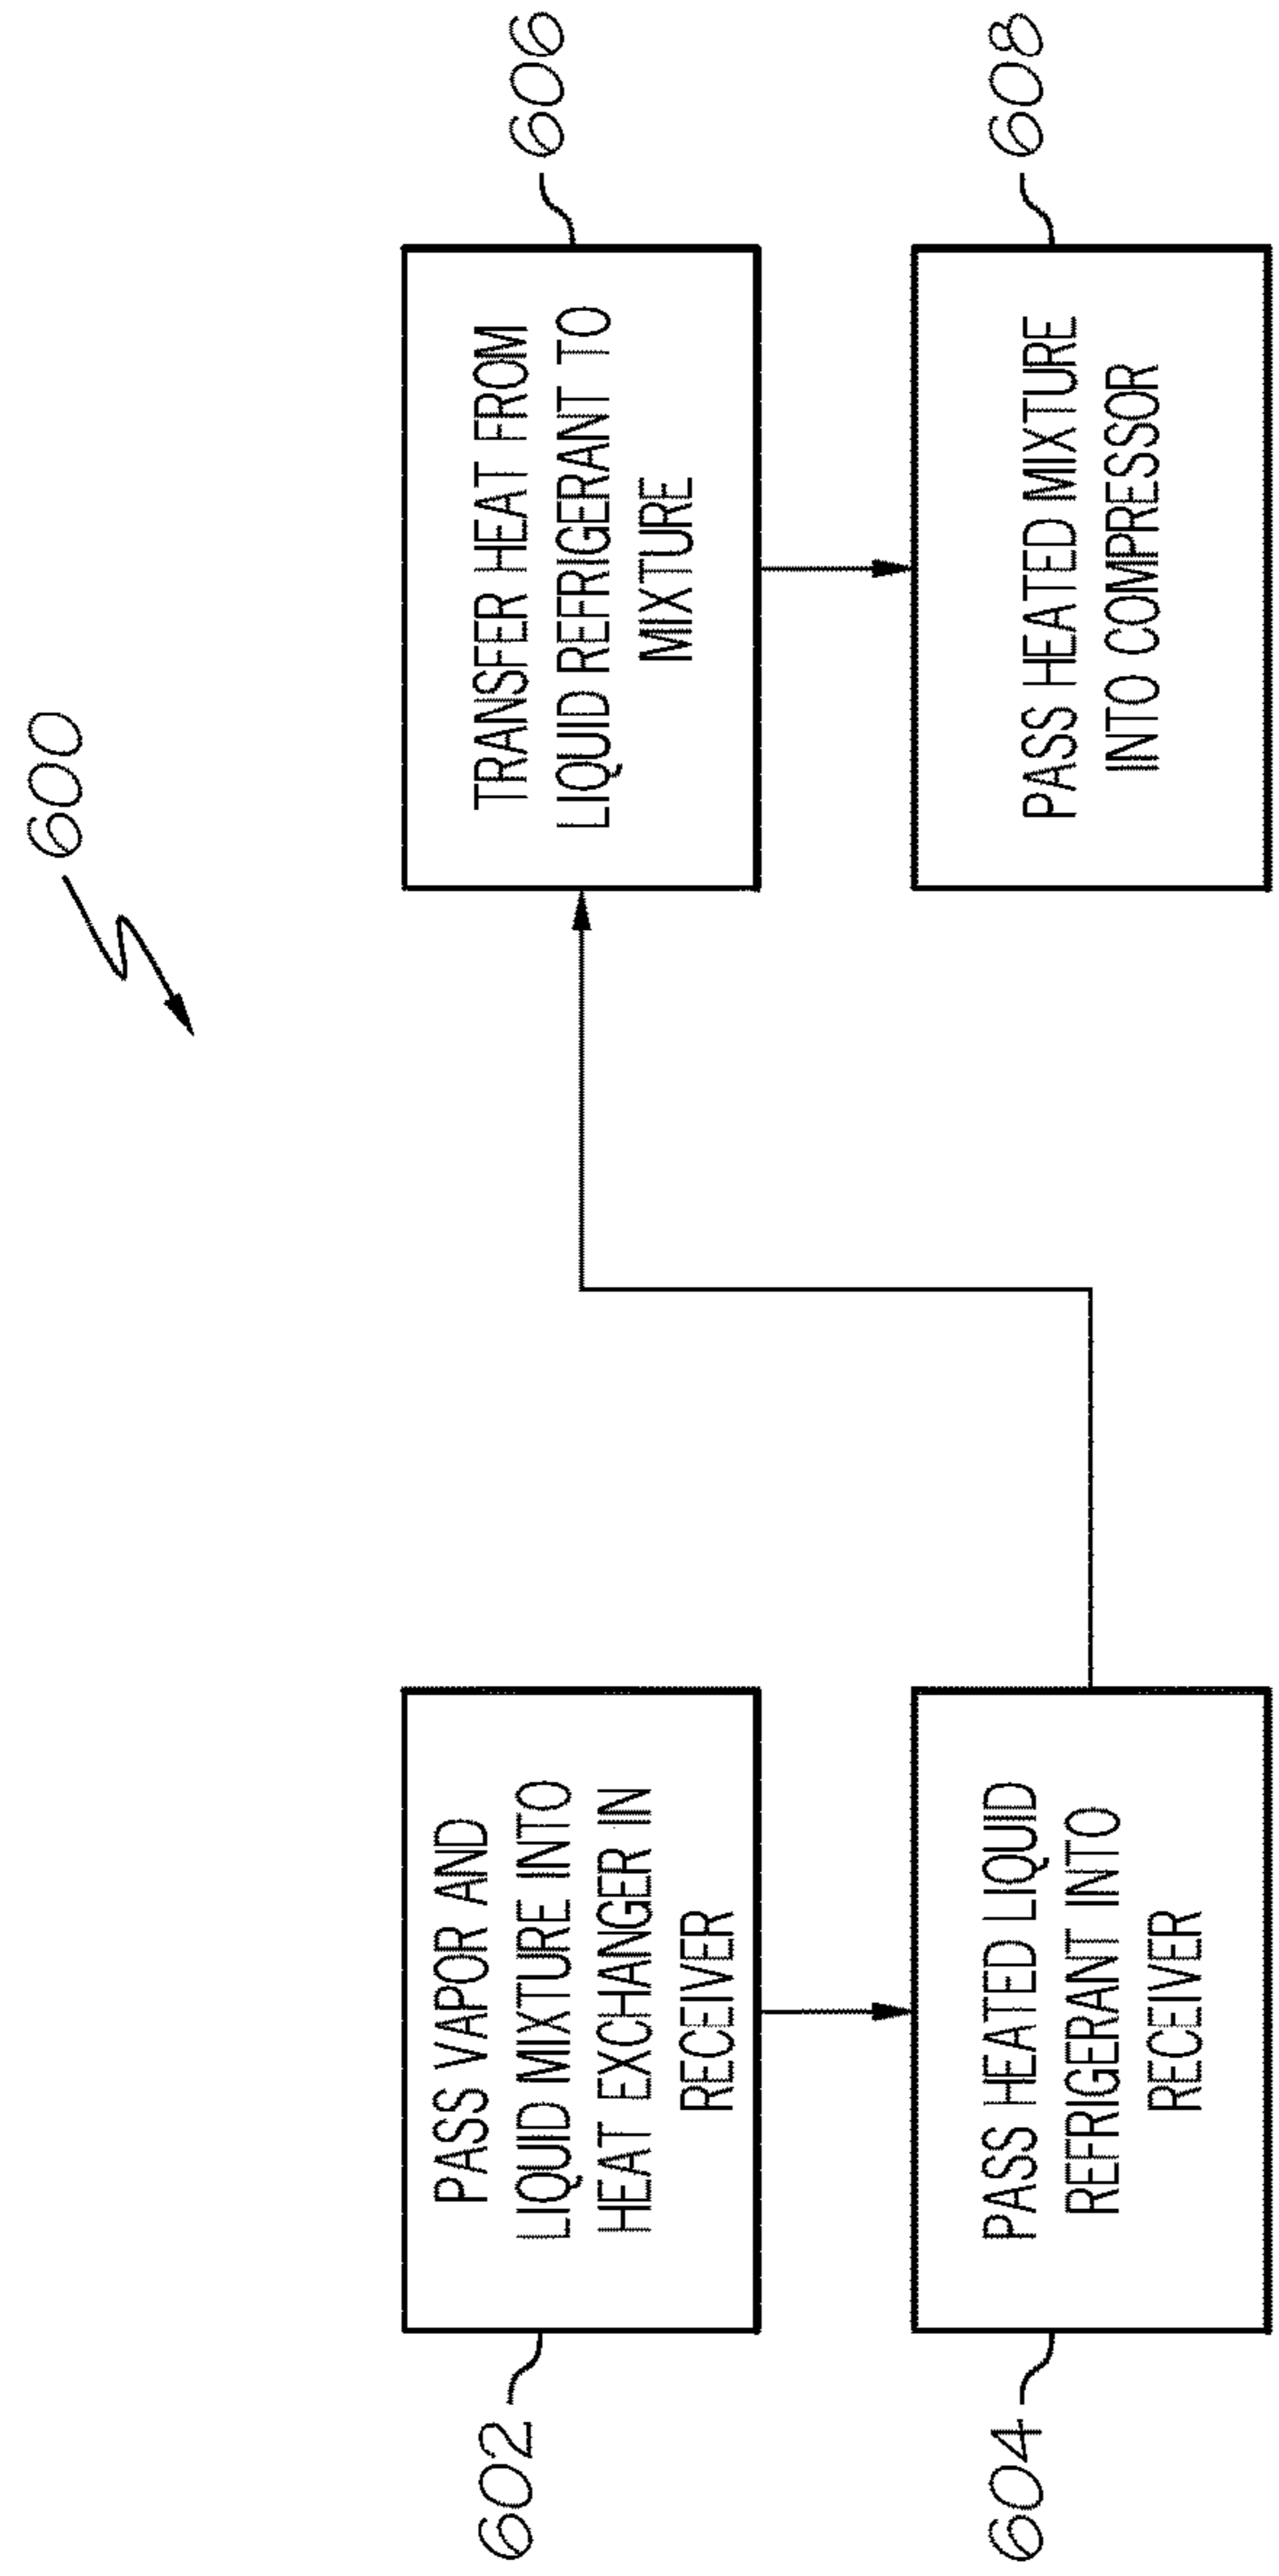 600
602
PASS VAPOR AND
LIQUID MIXTURE INTO
HEAT EXCHANGER IN
RECEIVER
604
PASS HEATED LIQUID
REFRIGERANT INTO
RECEIVER
606
TRANSFER HEAT FROM
LIQUID REFRIGERANT TO
MIXTURE
608
PASS HEATED MIXTURE
INTO COMPRESSOR